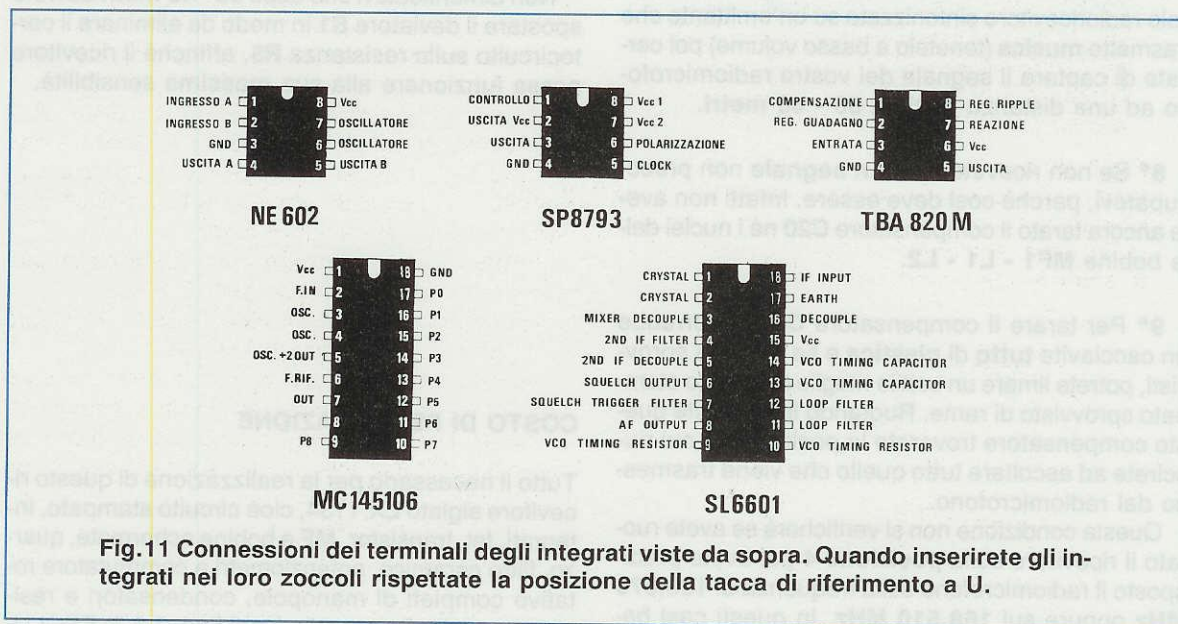 INGRESSO A 1 8 Vcc
INGRESSO B 2 7 OSCILLATORE
GND 3 6 OSCILLATORE
USCITA A 4 5 USCITA B
NE 602
CONTROLLO 1 8 Vcc 1
USCITA Vcc 2 7 Vcc 2
USCITA 3 6 POLARIZZAZIONE
GND 4 5 CLOCK
SP8793
COMPENSAZIONE 1 8 REG. RIPPLE
REG. GUADAGNO 2 7 REAZIONE
ENTRATA 3 6 Vcc
GND 4 5 USCITA
TBA 820 M
Vcc 1 18 GND
F.IN 2 17 P0
OSC. 3 16 P1
OSC. 4 15 P2
OSC. ÷2 OUT 5 14 P3
F.RIF. 6 13 P4
OUT 7 12 P5
8 11 P6
P8 9 10 P7
MC145106
CRYSTAL 1 18 IF INPUT
CRYSTAL 2 17 EARTH
MIXER DECOUPLE 3 16 DECOUPLE
2ND IF FILTER 4 15 Vcc
2ND IF 5 14 VCO TIMING CAPACITOR
SQUELCH OUTPUT 6 13 VCO TIMING CAPACITOR
SQUELCH TRIGGER FILTER 7 12 LOOP FILTER
AF OUTPUT 8 11 LOOP FILTER
VCO TIMING RESISTOR 9 10 VCO TIMING RESISTOR
SL6601
Fig.11 Connessioni dei terminali degli integrati viste da sopra. Quando inserirete gli in-
tegrati nei loro zoccoli rispettate la posizione della tacca di riferimento a U.